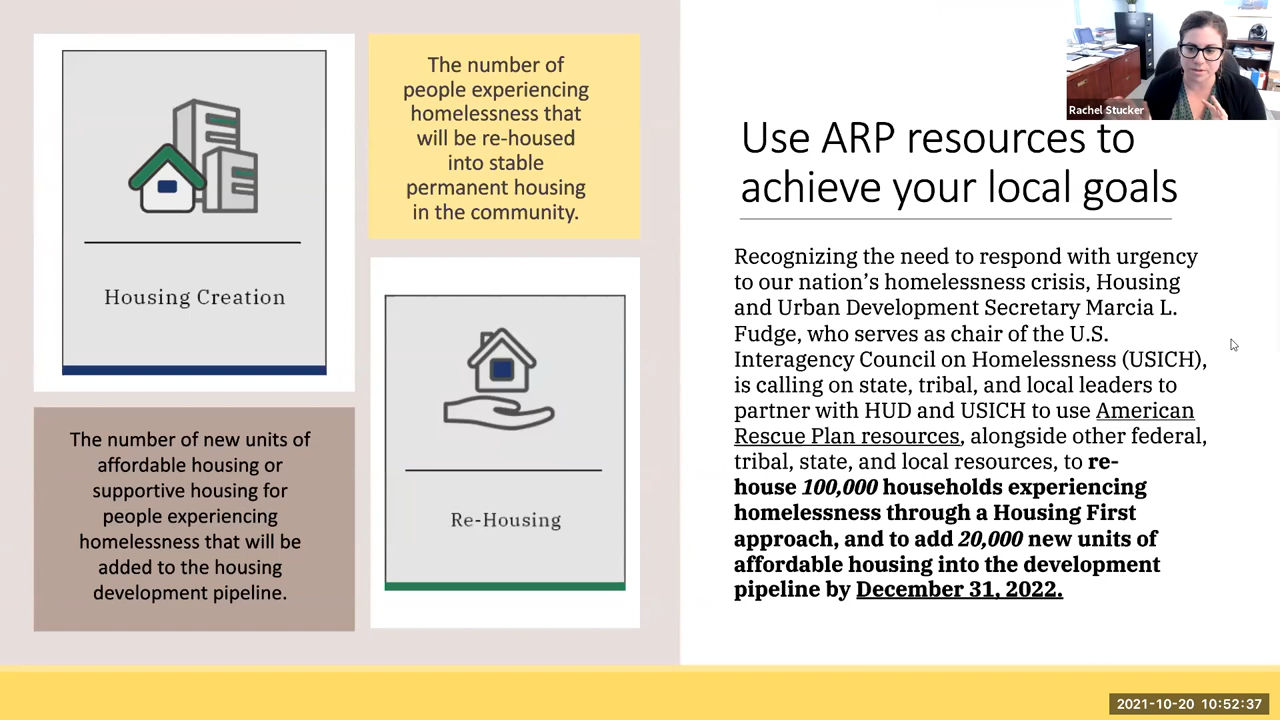 Housing Creation
The number of
people experiencing
homelessness that
will be re-housed
into stable
permanent housing
in the community.
The number of new units of
affordable housing or
supportive housing for
people experiencing
homelessness that will be
added to the housing
development pipeline.
Re-Housing
Rachel Stucker
Use ARP resources to
achieve your local goals
Recognizing the need to respond with urgency
to our nation’s homelessness crisis, Housing
and Urban Development Secretary Marcia L.
Fudge, who serves as chair of the U.S.
Interagency Council on Homelessness (USICH),
is calling on state, tribal, and local leaders to
partner with HUD and USICH to use American
Rescue Plan resources, alongside other federal,
tribal, state, and local resources, to re-
house 100,000 households experiencing
homelessness through a Housing First
approach, and to add 20,000 new units of
affordable housing into the development
pipeline by December 31, 2022.
2021-10-20 10:52:37